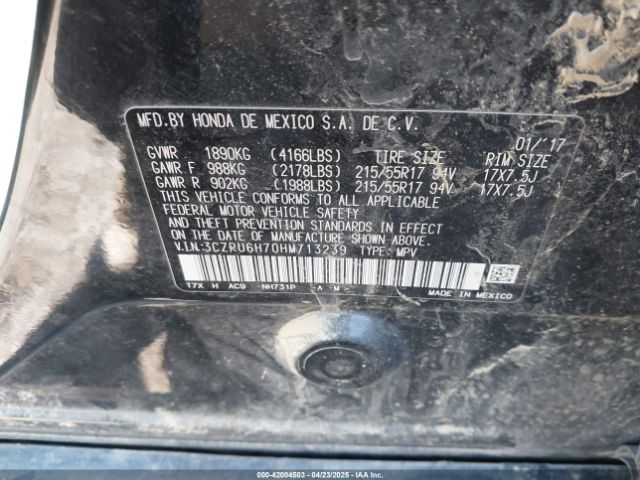 MFD.BY HONDA DE MEXICO S.A. DE C.V.
01/'17
GVWR 1890KG (4166LBS) TIRE SIZE RIM SIZE
GAWR F 988KG (2178LBS) 215/55R17 94V 17X7.5J
GAWR R 902KG (1988LBS) 215/55R17 94V 17X7.5J
THIS VEHICLE CONFORMS TO ALL APPLICABLE
FEDERAL MOTOR VEHICLE SAFETY
AND THEFT PREVENTION STANDARDS IN EFFECT
ON THE DATE OF MANUFACTURE SHOWN ABOVE.
V.I.N:3CZRU6H70HM713239 TYPE: MPV
T7X H AC9 NH731P -A M
MADE IN MEXICO
000-42004503 - 04/23/2025 - IAAI.COM